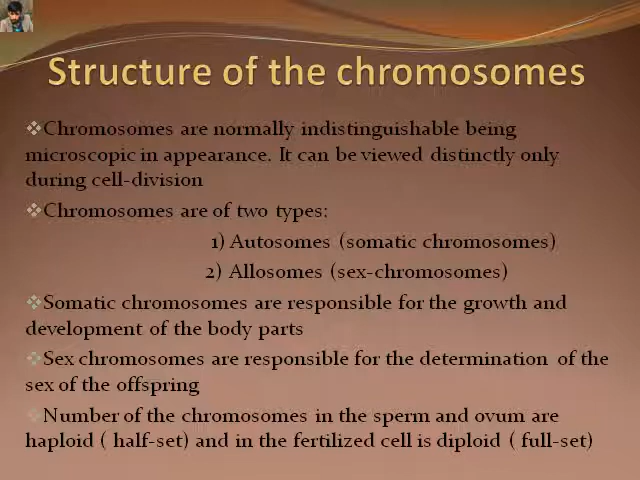 Structure of the chromosomes
❖Chromosomes are normally indistinguishable being
microscopic in appearance. It can be viewed distinctly only
during cell-division
❖Chromosomes are of two types:
1) Autosomes (somatic chromosomes)
2) Allosomes (sex-chromosomes)
❖Somatic chromosomes are responsible for the growth and
development of the body parts
❖Sex chromosomes are responsible for the determination of the
sex of the offspring
❖Number of the chromosomes in the sperm and ovum are
haploid ( half-set) and in the fertilized cell is diploid ( full-set)